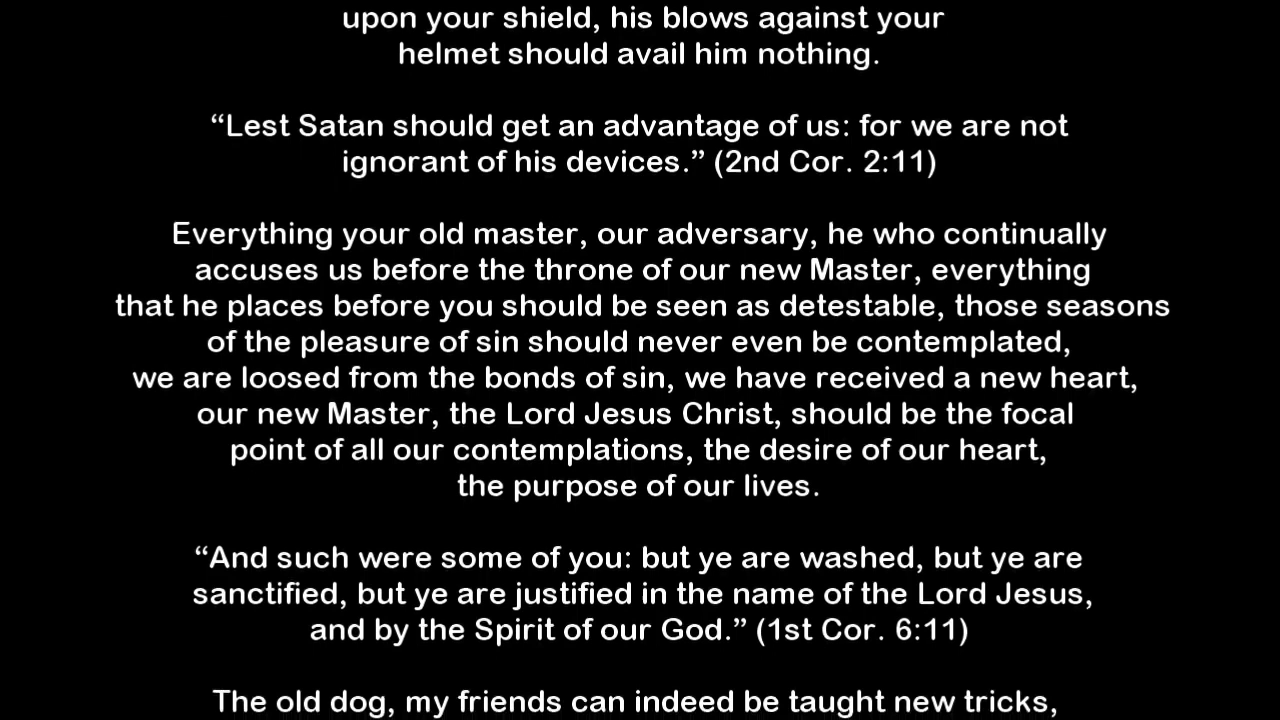 upon your shield, his blows against your
helmet should avail him nothing.
“Lest Satan should get an advantage of us: for we are not
ignorant of his devices.” (2nd Cor. 2:11)
Everything your old master, our adversary, he who continually
accuses us before the throne of our new Master, everything
that he places before you should be seen as detestable, those seasons
of the pleasure of sin should never even be contemplated,
we are loosed from the bonds of sin, we have received a new heart,
our new Master, the Lord Jesus Christ, should be the focal
point of all our contemplations, the desire of our heart,
the purpose of our lives.
“And such were some of you: but ye are washed, but ye are
sanctified, but ye are justified in the name of the Lord Jesus,
and by the Spirit of our God.” (1st Cor. 6:11)
The old dog, my friends can indeed be taught new tricks,